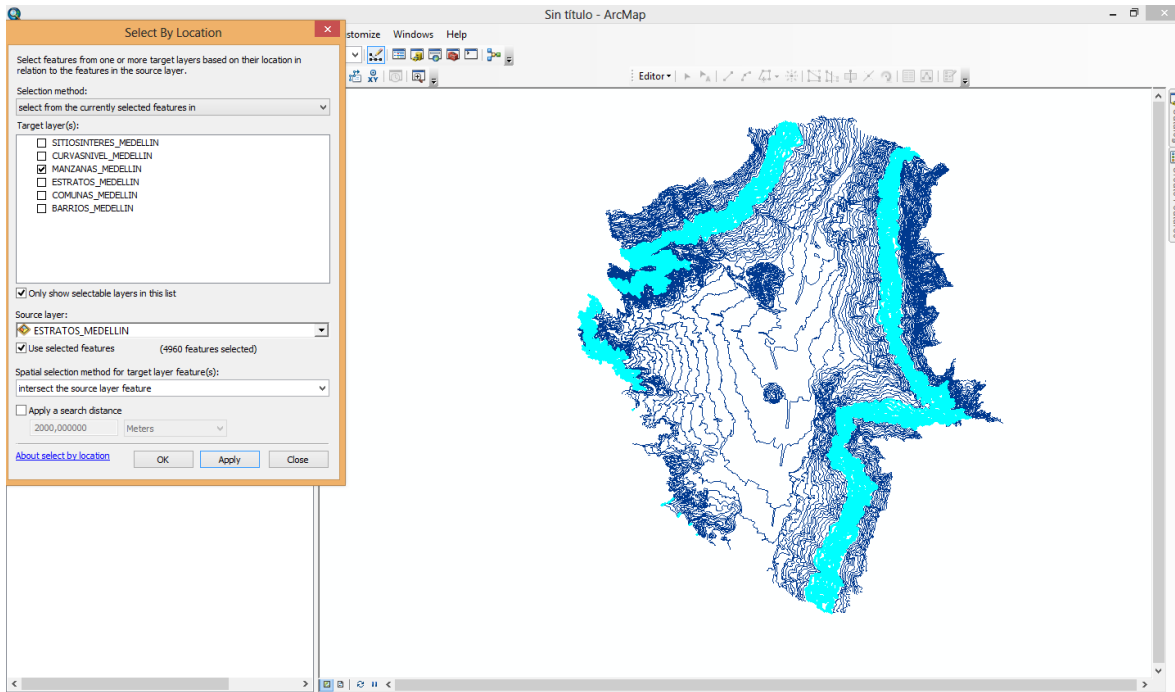 Sin título - ArcMap
Select By Location
stomize Windows Help
Select features from one or more target layers based on their location in
relation to the features in the source layer.
Selection method:
select from the currently selected features in
Target layer(s):
SITIOSINTERES_MEDELLIN
CURVASNIVEL_MEDELLIN
MANZANAS_MEDELLIN
ESTRATOS_MEDELLIN
COMUNAS_MEDELLIN
BARRIOS_MEDELLIN
Only show selectable layers in this list
Source layer:
ESTRATOS_MEDELLIN
Use selected features (4960 features selected)
Spatial selection method for target layer feature(s):
intersect the source layer feature
Apply a search distance
2000,000000 Meters
About select by location OK Apply Close
XY
Editor